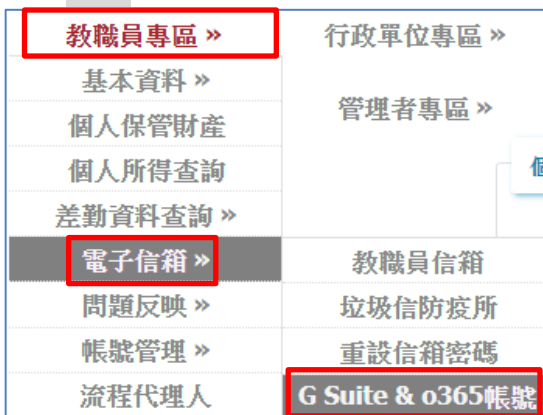 教職員專區 »
行政單位專區 »
基本資料 »
管理者專區 »
個人保管財產
個人所得查詢
差勤資料查詢 »
電子信箱 »
教職員信箱
問題反映 »
垃圾信防疫所
帳號管理 »
重設信箱密碼
流程代理人
G Suite & o365帳號